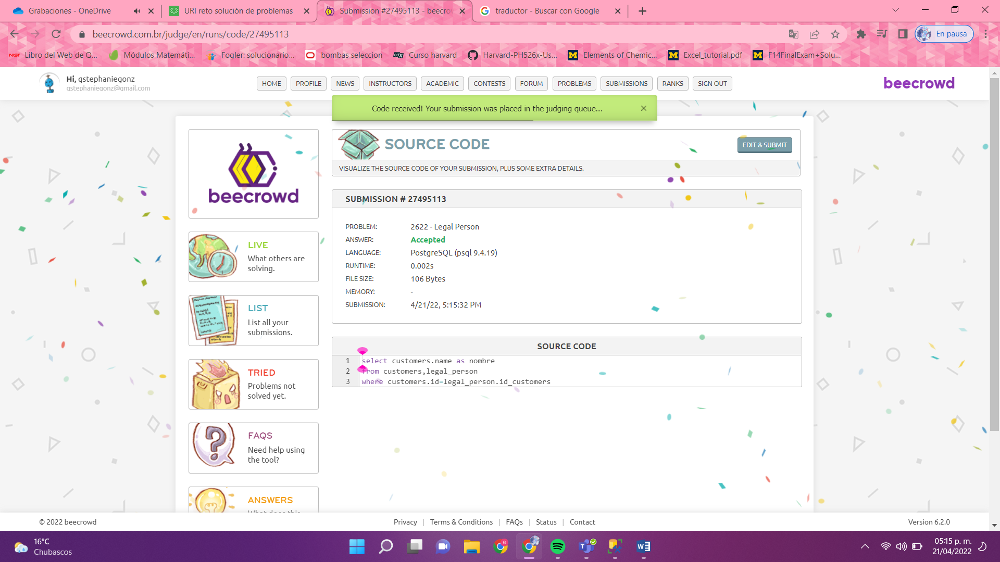 Grabaciones - OneDrive
URI reto solución de problemas
Submission #27495113 - beecro
traductor - Buscar con Google
beecrowd.com.br/judge/en/runs/code/27495113
En pausa
NIST Libro del Web de Q...
Módulos Matemáti...
Fogler: solucionario...
bombas seleccion
edX Curso harvard
Harvard-PH526x-Us...
M Elements of Chemic...
M Excel_tutorial.pdf
M F14FinalExam+Solu...
Hi, gstephaniegonz
gstephaniegonz@gmail.com
HOME PROFILE NEWS INSTRUCTORS ACADEMIC CONTESTS FORUM PROBLEMS SUBMISSIONS RANKS SIGN OUT
beecrowd
Code received! Your submission was placed in the judging queue...
beecrowd
SOURCE CODE
EDIT & SUBMIT
VISUALIZE THE SOURCE CODE OF YOUR SUBMISSION, PLUS SOME EXTRA DETAILS.
SUBMISSION # 27495113
PROBLEM: 2622 - Legal Person
ANSWER: Accepted
LANGUAGE: PostgreSQL (psql 9.4.19)
RUNTIME: 0.002s
FILE SIZE: 106 Bytes
MEMORY: -
SUBMISSION: 4/21/22, 5:15:32 PM
SOURCE CODE
1 select customers.name as nombre
2 from customers,legal_person
3 where customers.id=legal_person.id_customers
LIVE
What others are
solving.
LIST
List all your
submissions.
TRIED
Problems not
solved yet.
FAQS
Need help using
the tool?
ANSWERS
What does this
© 2022 beecrowd
Privacy | Terms & Conditions | FAQs | Status | Contact
Version 6.2.0
16°C
Chubascos
05:15 p. m.
21/04/2022